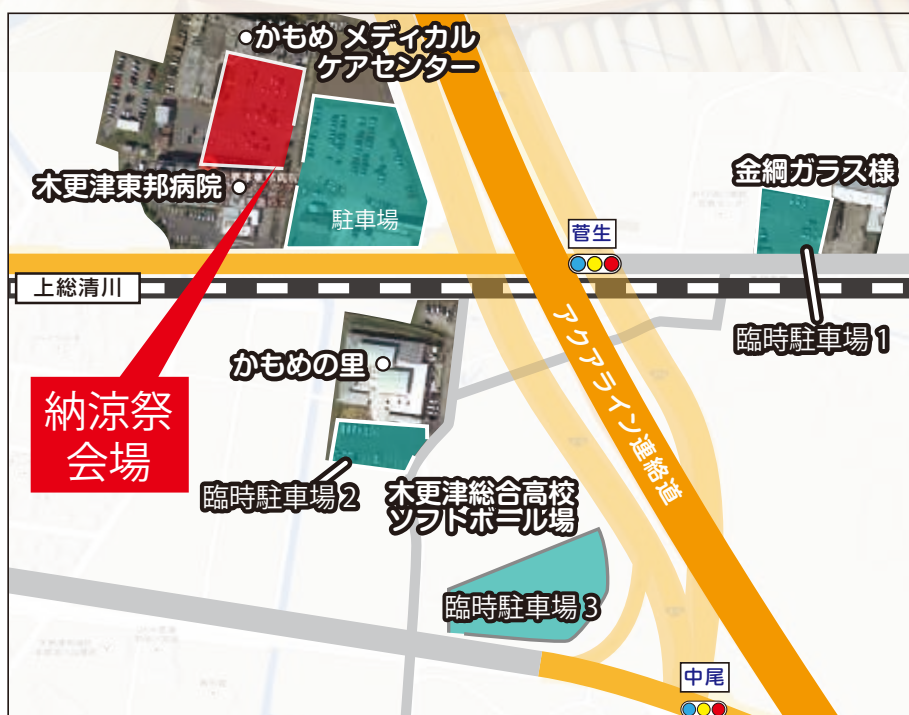 かもめ メディカル
ケアセンター
木更津東邦病院
駐車場
金綱ガラス様
菅生
上総清川
臨時駐車場 1
アクアライン連絡道
かもめの里
納涼祭
会場
臨時駐車場 2
木更津総合高校
ソフトボール場
臨時駐車場 3
中尾